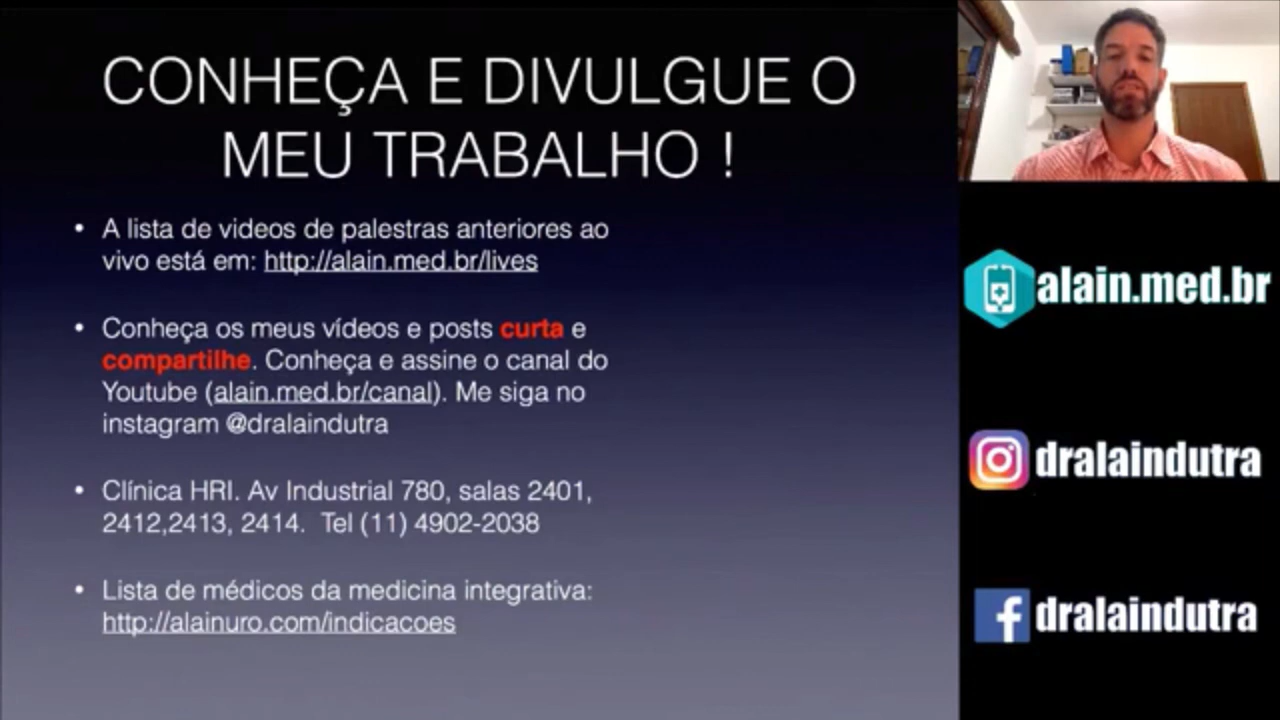 CONHEÇA E DIVULGUE O
MEU TRABALHO !
• A lista de videos de palestras anteriores ao
vivo está em: http://alain.med.br/lives
• Conheça os meus vídeos e posts curta e
compartilhe. Conheça e assine o canal do
Youtube (alain.med.br/canal). Me siga no
instagram @dralaindutra
• Clínica HRI. Av Industrial 780, salas 2401,
2412,2413, 2414. Tel (11) 4902-2038
• Lista de médicos da medicina integrativa:
http://alainuro.com/indicacoes
alain.med.br
dralaindutra
dralaindutra